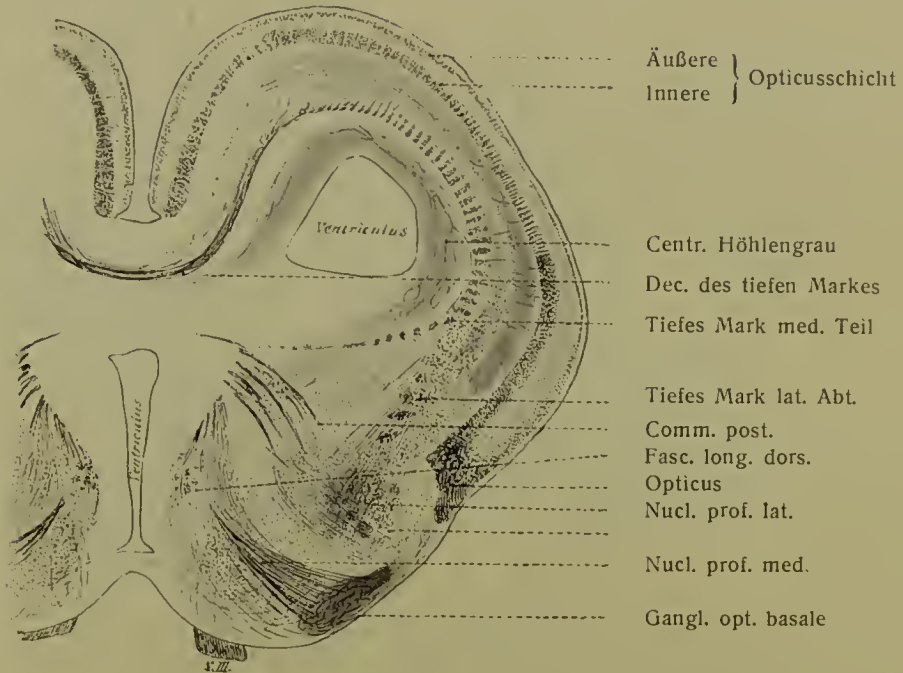 Äußere } Opticusschicht
Innere
Ventriculus
Centr. Höhlengrau
Dec. des tiefen Markes
Tiefes Mark med. Teil
Tiefes Mark lat. Abt.
Comm. post.
Fasc. long. dors.
Ventriculus
Opticus
Nucl. prof. lat.
Nucl. prof. med.
Gangl. opt. basale
r. III.